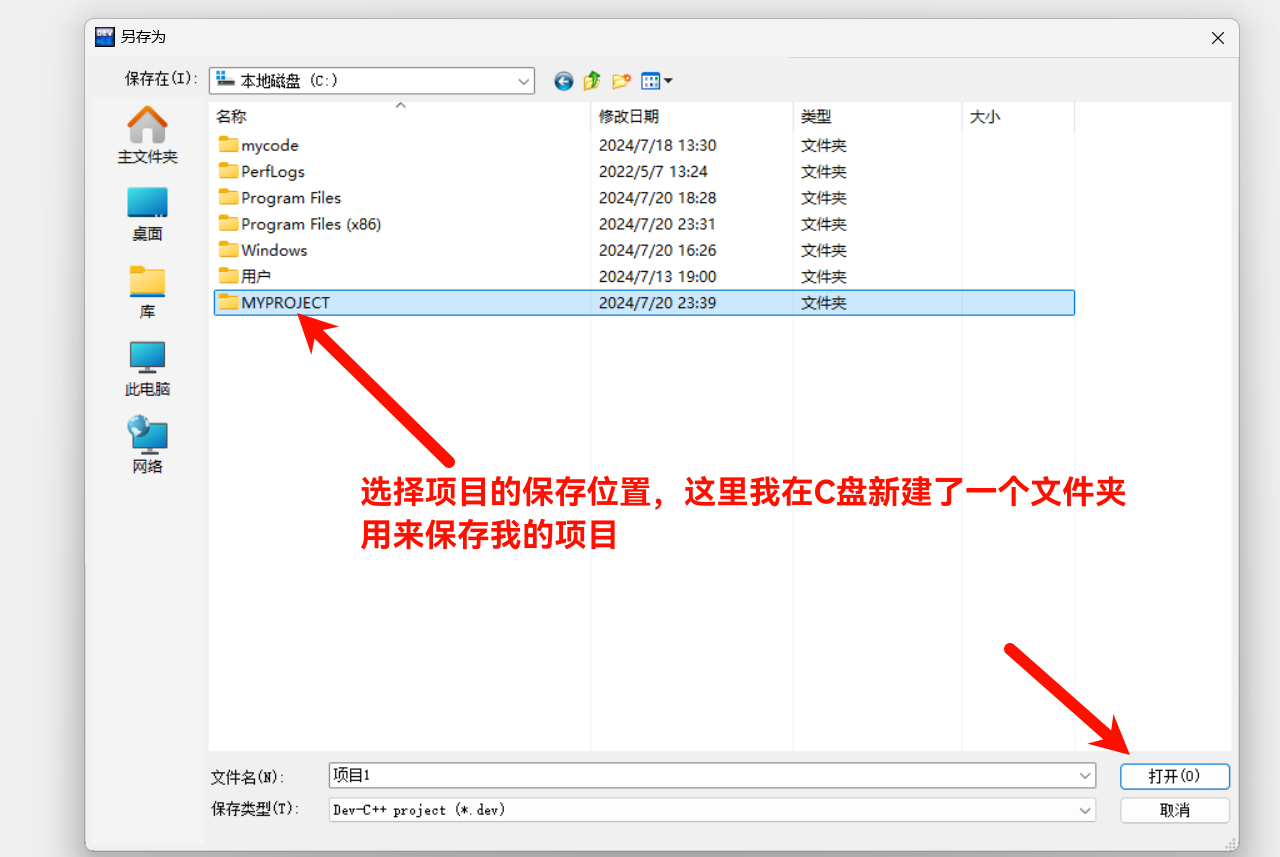 DEV
另存为
保存在(I):
本地磁盘 (C:)
主文件夹
桌面
库
此电脑
网络
名称 修改日期 类型 大小
mycode 2024/7/18 13:30 文件夹
PerfLogs 2022/5/7 13:24 文件夹
Program Files 2024/7/20 18:28 文件夹
Program Files (x86) 2024/7/20 23:31 文件夹
Windows 2024/7/20 16:26 文件夹
用户 2024/7/13 19:00 文件夹
MYPROJECT 2024/7/20 23:39 文件夹
选择项目的保存位置，这里我在C盘新建了一个文件夹
用来保存我的项目
文件名(N): 项目1 打开(O)
保存类型(T): Dev-C++ project (*.dev) 取消